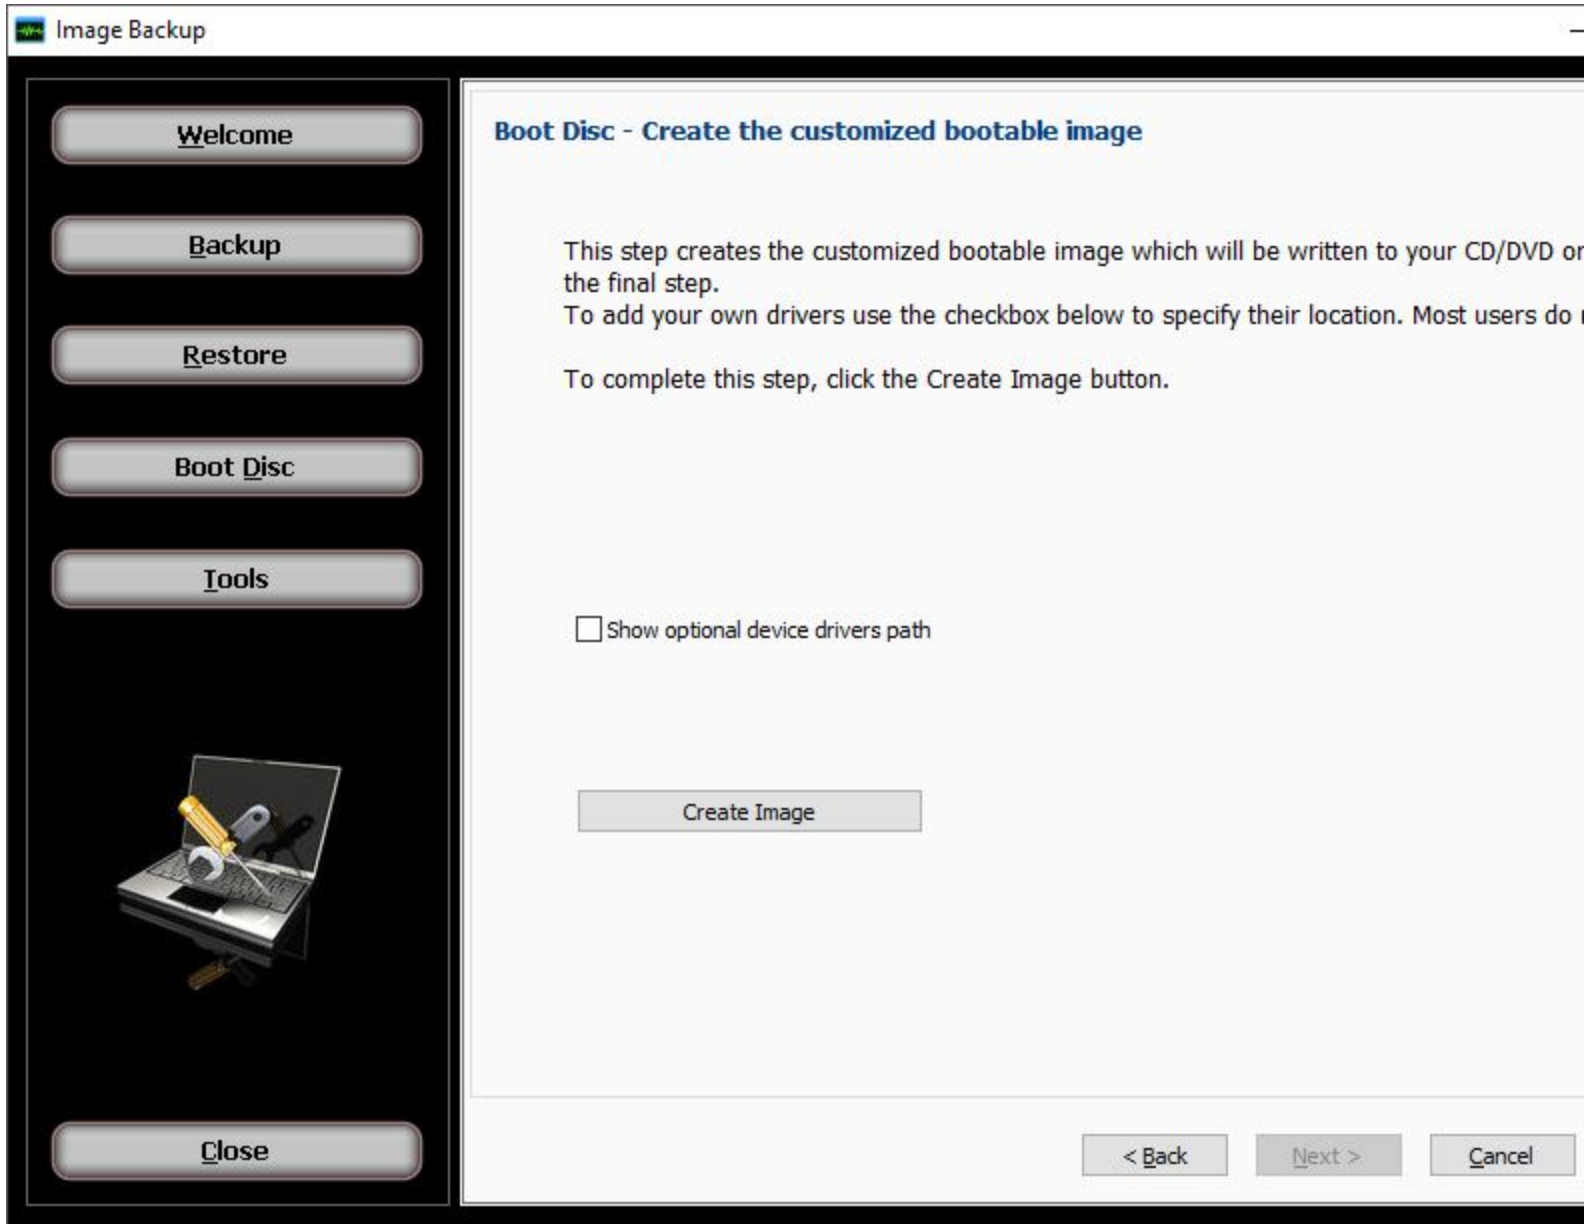 Image Backup
Welcome
Backup
Restore
Boot Disc
Tools
Close
Boot Disc - Create the customized bootable image
This step creates the customized bootable image which will be written to your CD/DVD or
the final step.
To add your own drivers use the checkbox below to specify their location. Most users do
To complete this step, click the Create Image button.
Show optional device drivers path
Create Image
< Back
Next >
Cancel